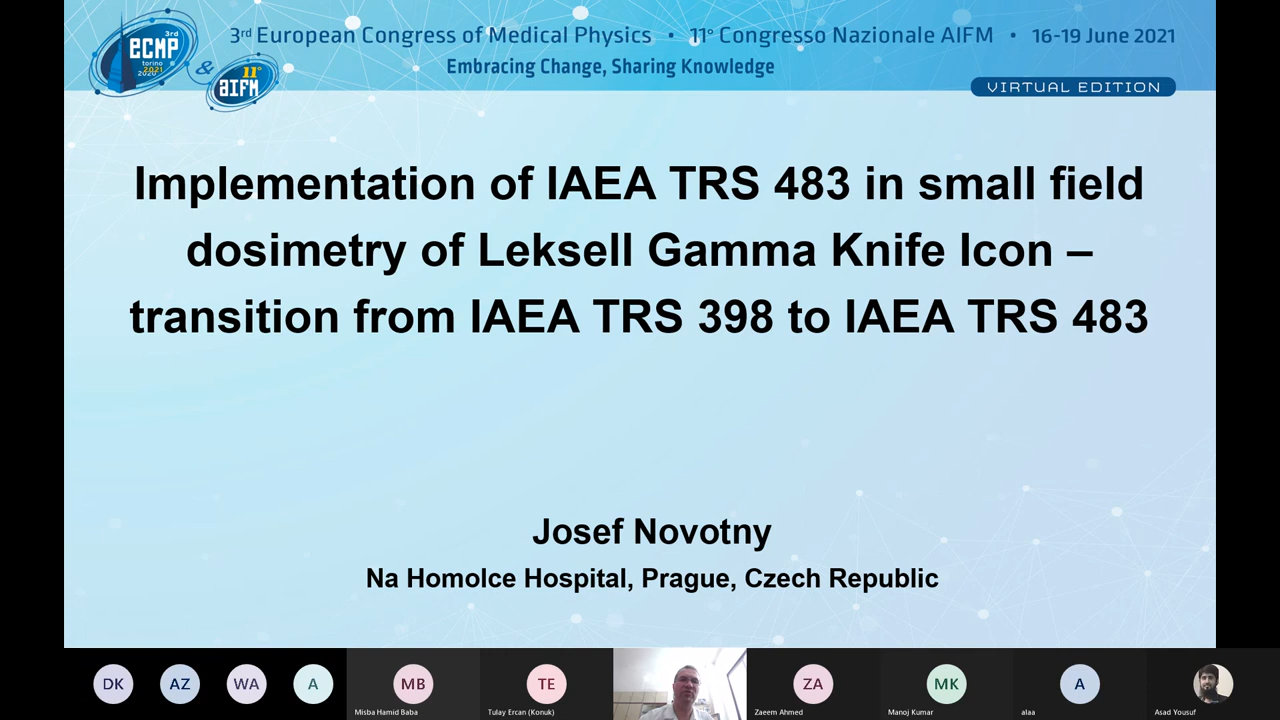 3rd
ECMP
torino
2021
2020
&
11°
AIFM
3rd European Congress of Medical Physics • 11° Congresso Nazionale AIFM • 16-19 June 2021
Embracing Change, Sharing Knowledge
VIRTUAL EDITION
Implementation of IAEA TRS 483 in small field
dosimetry of Leksell Gamma Knife Icon –
transition from IAEA TRS 398 to IAEA TRS 483
Josef Novotny
Na Homolce Hospital, Prague, Czech Republic
DK AZ WA A MB TE ZA MK A
Misba Hamid Baba Tulay Ercan (Konuk) Zaeem Ahmed Manoj Kumar alaa Asad Yousuf